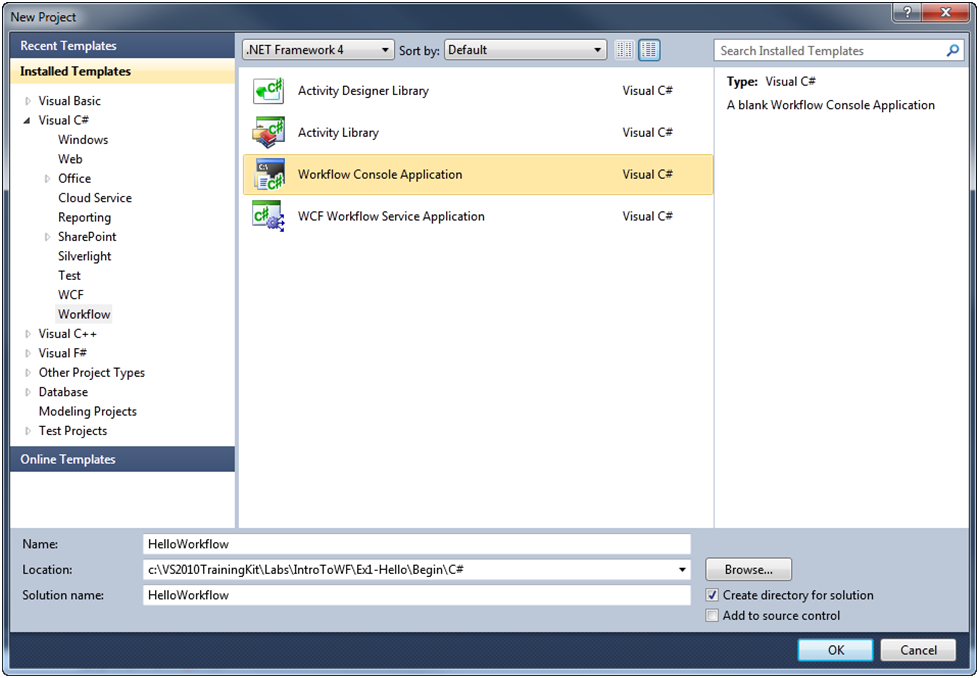 New Project
?
x
Recent Templates
Installed Templates
Visual Basic
Visual C#
Windows
Web
Office
Cloud Service
Reporting
SharePoint
Silverlight
Test
WCF
Workflow
Visual C++
Visual F#
Other Project Types
Database
Modeling Projects
Test Projects
Online Templates
.NET Framework 4 Sort by: Default
C# Activity Designer Library Visual C#
C# Activity Library Visual C#
C:\ C# Workflow Console Application Visual C#
C# WCF Workflow Service Application Visual C#
Search Installed Templates
Type: Visual C#
A blank Workflow Console Application
Name: HelloWorkflow
Location: c:\VS2010TrainingKit\Labs\IntroToWF\Ex1-Hello\Begin\C# Browse...
Solution name: HelloWorkflow
Create directory for solution
Add to source control
OK Cancel